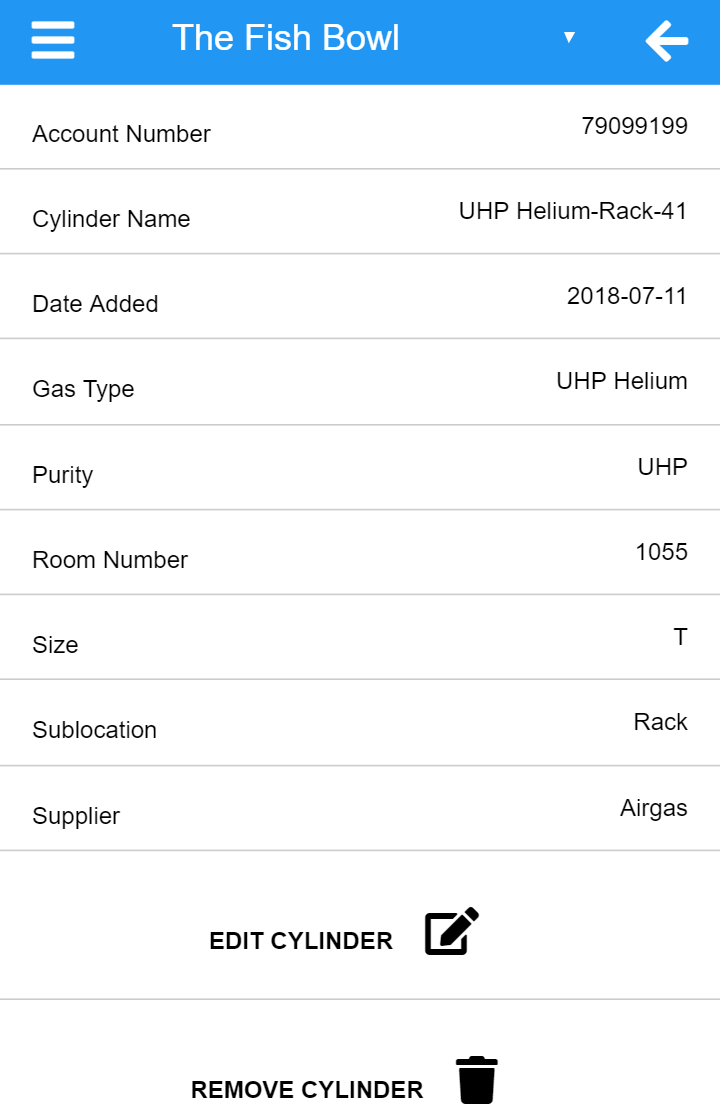 The Fish Bowl ▼
Account Number 79099199
Cylinder Name UHP Helium-Rack-41
Date Added 2018-07-11
Gas Type UHP Helium
Purity UHP
Room Number 1055
Size T
Sublocation Rack
Supplier Airgas
EDIT CYLINDER
REMOVE CYLINDER